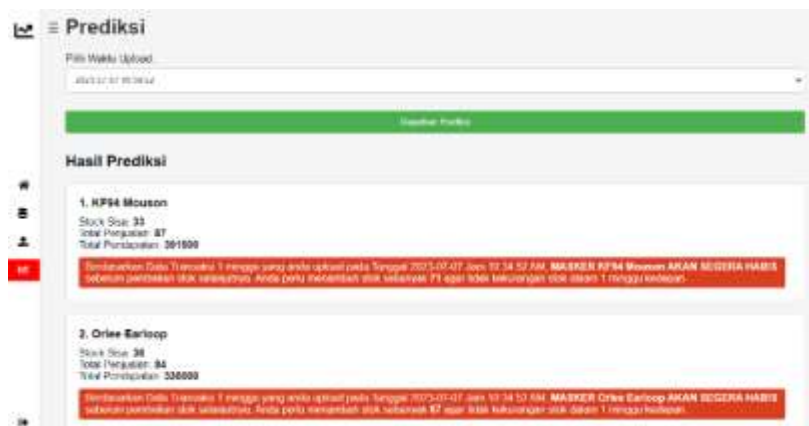 Prediksi
Pilih Waktu Upload
Dapatkan Prediksi
Hasil Prediksi
1. KF94 Mouson
Stock Sisa: 33
Total Penjualan: 87
Total Pendapatan: 391500
Berdasarkan Data Transaksi 1 minggu yang anda upload pada Tanggal 2023-07-07 Jam 10:34:52 AM, MASKER KF94 Mouson AKAN SEGERA HABIS
sebelum pembelian stok selanjutnya. Anda perlu menambah stok sebanyak 71 agar tidak kekurangan stok dalam 1 minggu kedepan.
2. Orlee Earloop
Stock Sisa: 38
Total Penjualan: 84
Total Pendapatan: 336000
Berdasarkan Data Transaksi 1 minggu yang anda upload pada Tanggal 2023-07-07 Jam 10:34:52 AM, MASKER Orlee Earloop AKAN SEGERA HABIS
sebelum pembelian stok selanjutnya. Anda perlu menambah stok sebanyak 67 agar tidak kekurangan stok dalam 1 minggu kedepan.